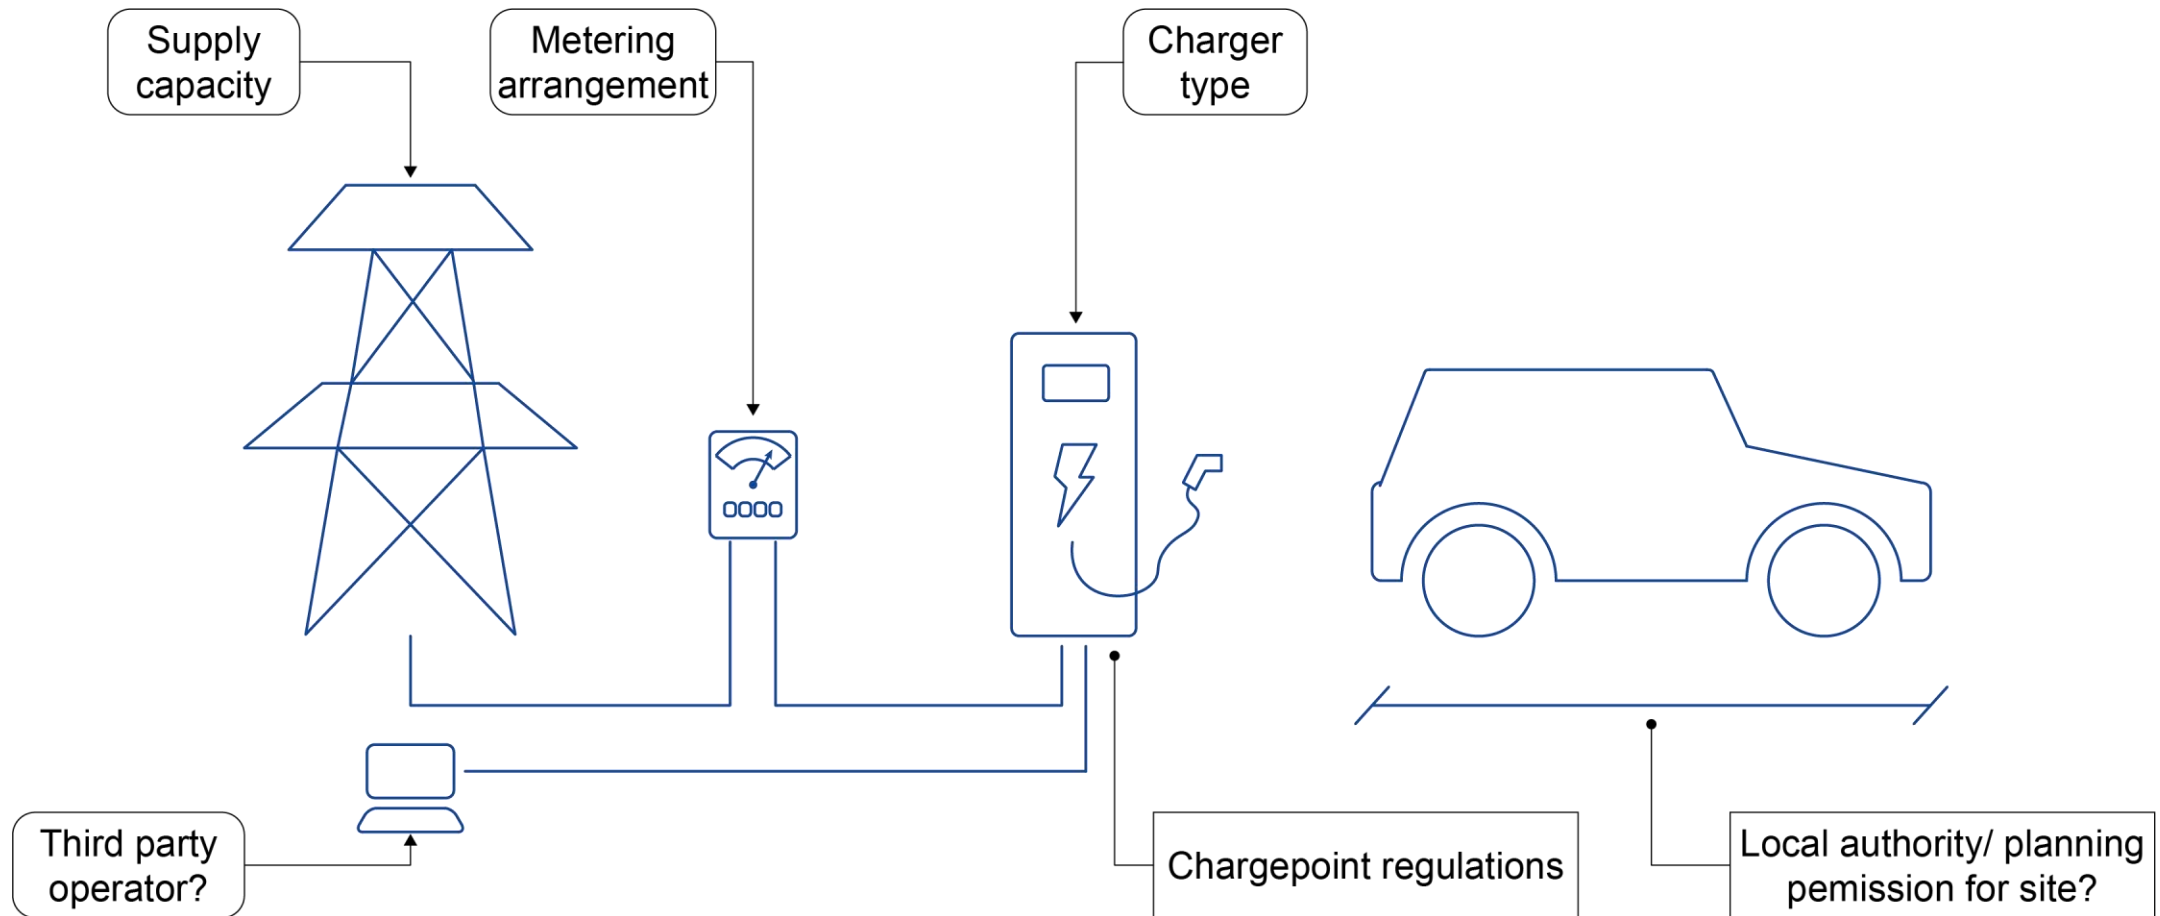 Supply
capacity
Metering
arrangement
Charger
type
Third party
operator?
Chargepoint regulations
Local authority/ planning
pemission for site?